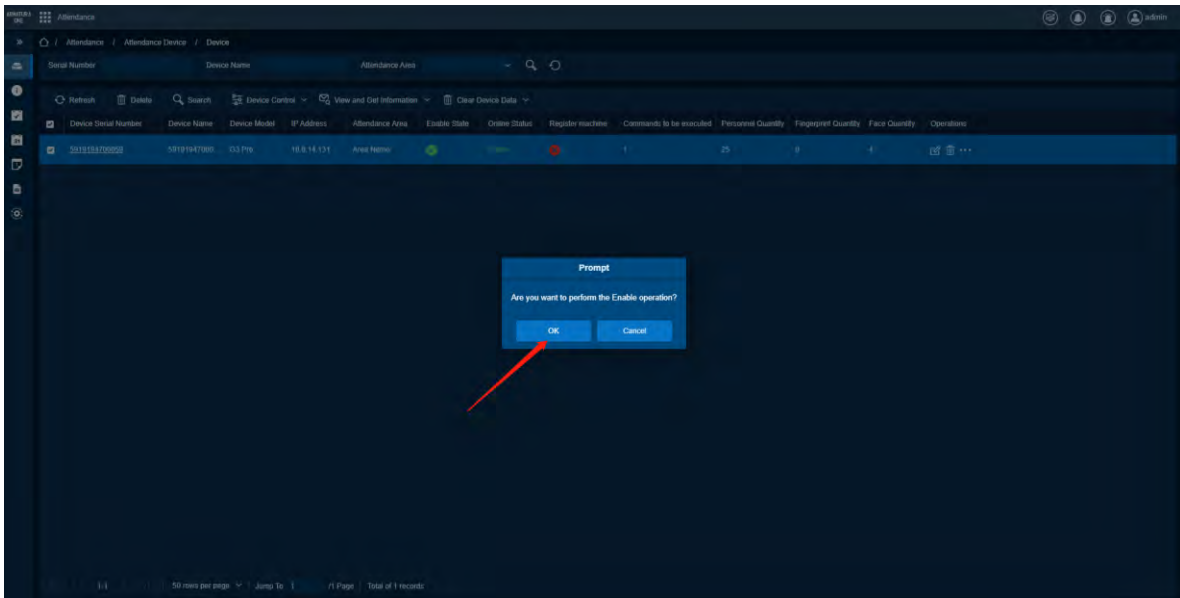 Attendance
admin
/ Attendance / Attendance Device / Device
Serial Number Device Name Attendance Area
Refresh Delete Search Device Control View and Get Information Clear Device Data
Device Serial Number Device Name Device Model IP Address Attendance Area Enable State Online Status Register machine Commands to be executed Personnel Quantity Fingerprint Quantity Face Quantity Operations
D3 Pro Area Name 1 25 4
Prompt
Are you want to perform the Enable operation?
OK Cancel
50 rows per page Jump To 1 /1 Page Total of 1 records